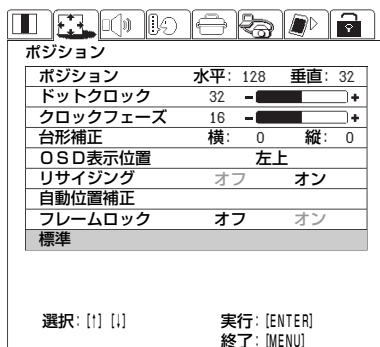 ポジション
ポジション 水平: 128 垂直: 32
ドットクロック 32 - +
クロックフェーズ 16 - +
台形補正 横: 0 縦: 0
OSD表示位置 左上
リサイジング オフ オン
自動位置補正
フレームロック オフ オン
標準
選択: [↑] [↓] 実行: [ENTER]
終了: [MENU]